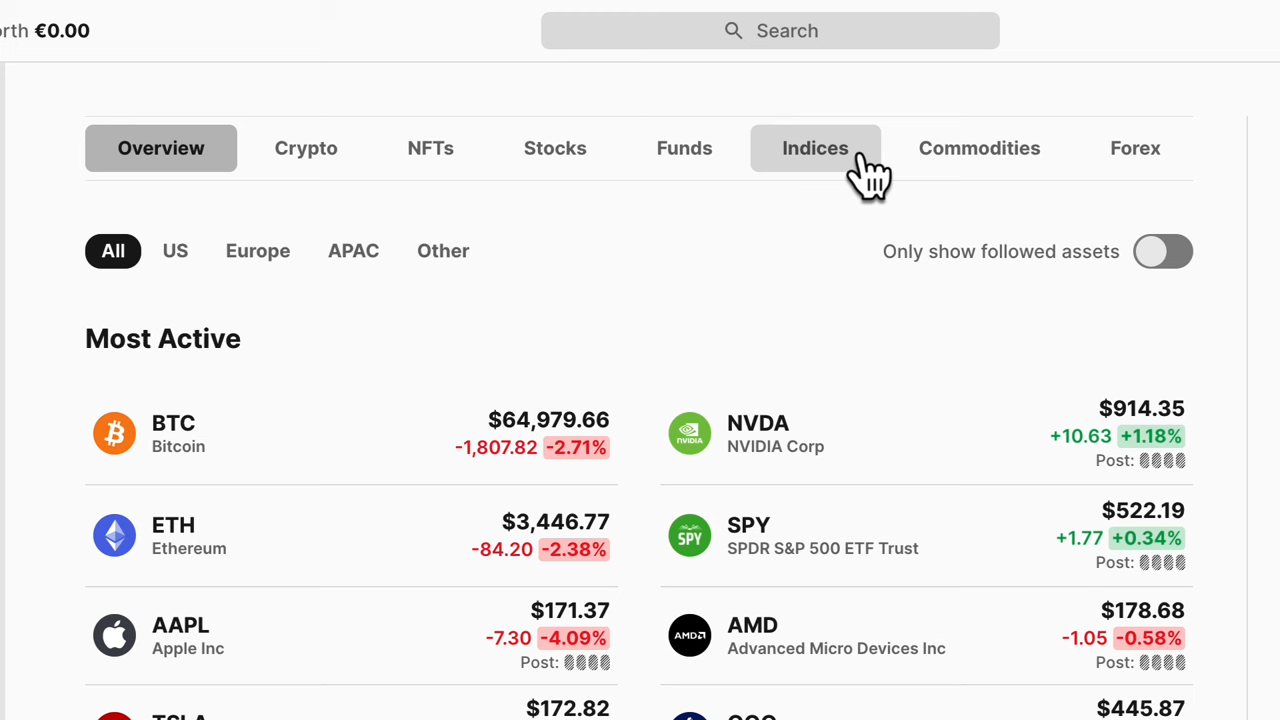 orth €0.00
Search
Overview Crypto NFTs Stocks Funds Indices Commodities Forex
All US Europe APAC Other Only show followed assets
Most Active
BTC
Bitcoin
$64,979.66
-1,807.82 -2.71%
NVIDIA
NVDA
NVIDIA Corp
$914.35
+10.63 +1.18%
Post:
ETH
Ethereum
$3,446.77
-84.20 -2.38%
SPY
SPY
SPDR S&P 500 ETF Trust
$522.19
+1.77 +0.34%
Post:
AAPL
Apple Inc
$171.37
-7.30 -4.09%
Post:
AMD
AMD
Advanced Micro Devices Inc
$178.68
-1.05 -0.58%
Post:
TSLA
$172.82
$445.87